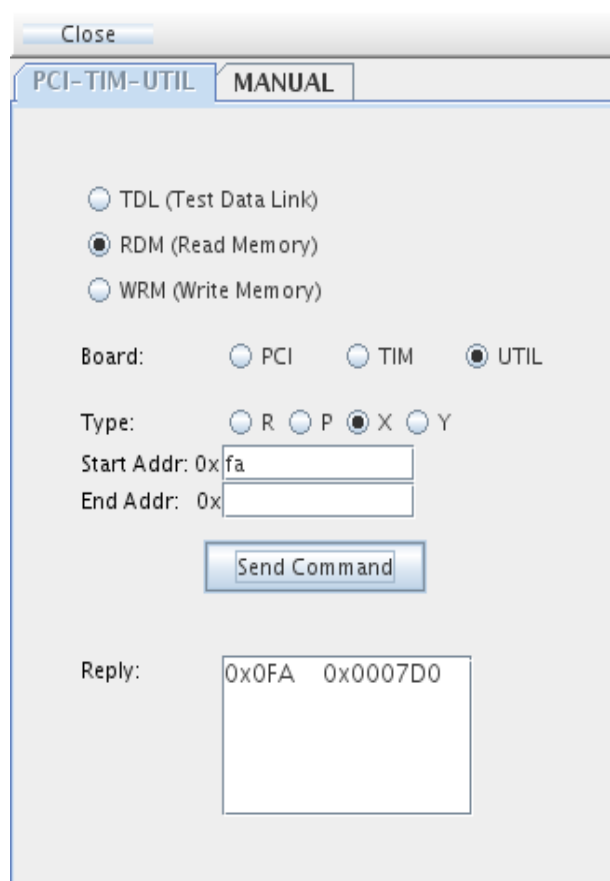 Close
PCI-TIM-UTIL MANUAL
TDL (Test Data Link)
RDM (Read Memory)
WRM (Write Memory)
Board: PCI TIM UTIL
Type: R P X Y
Start Addr: 0x fa
End Addr: 0x
Send Command
Reply: 0x0FA 0x0007D0